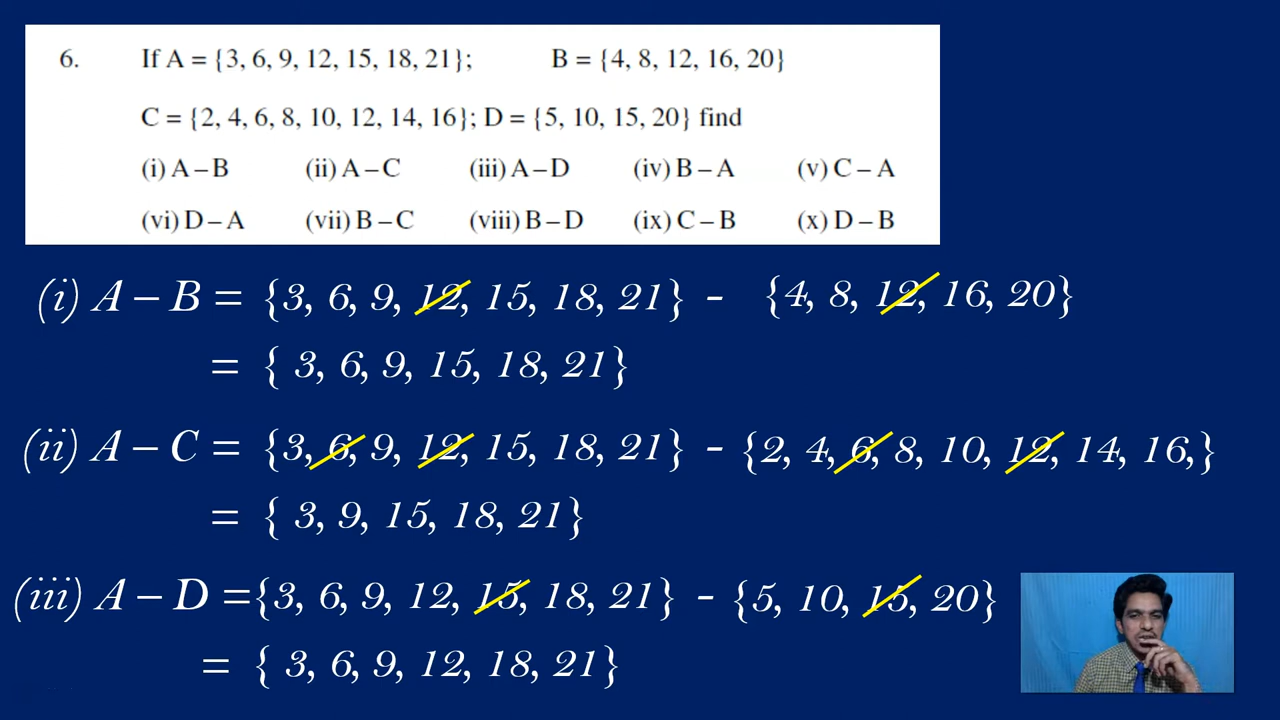 6. If A = {3, 6, 9, 12, 15, 18, 21}; B = {4, 8, 12, 16, 20}
C = {2, 4, 6, 8, 10, 12, 14, 16}; D = {5, 10, 15, 20} find
(i) A – B (ii) A – C (iii) A – D (iv) B – A (v) C – A
(vi) D – A (vii) B – C (viii) B – D (ix) C – B (x) D – B
(i) A – B = {3, 6, 9, 12, 15, 18, 21} - {4, 8, 12, 16, 20}
= { 3, 6, 9, 15, 18, 21}
(ii) A – C = {3, 6, 9, 12, 15, 18, 21} - {2, 4, 6, 8, 10, 12, 14, 16,}
= { 3, 9, 15, 18, 21}
(iii) A – D ={3, 6, 9, 12, 15, 18, 21} - {5, 10, 15, 20}
= { 3, 6, 9, 12, 18, 21}